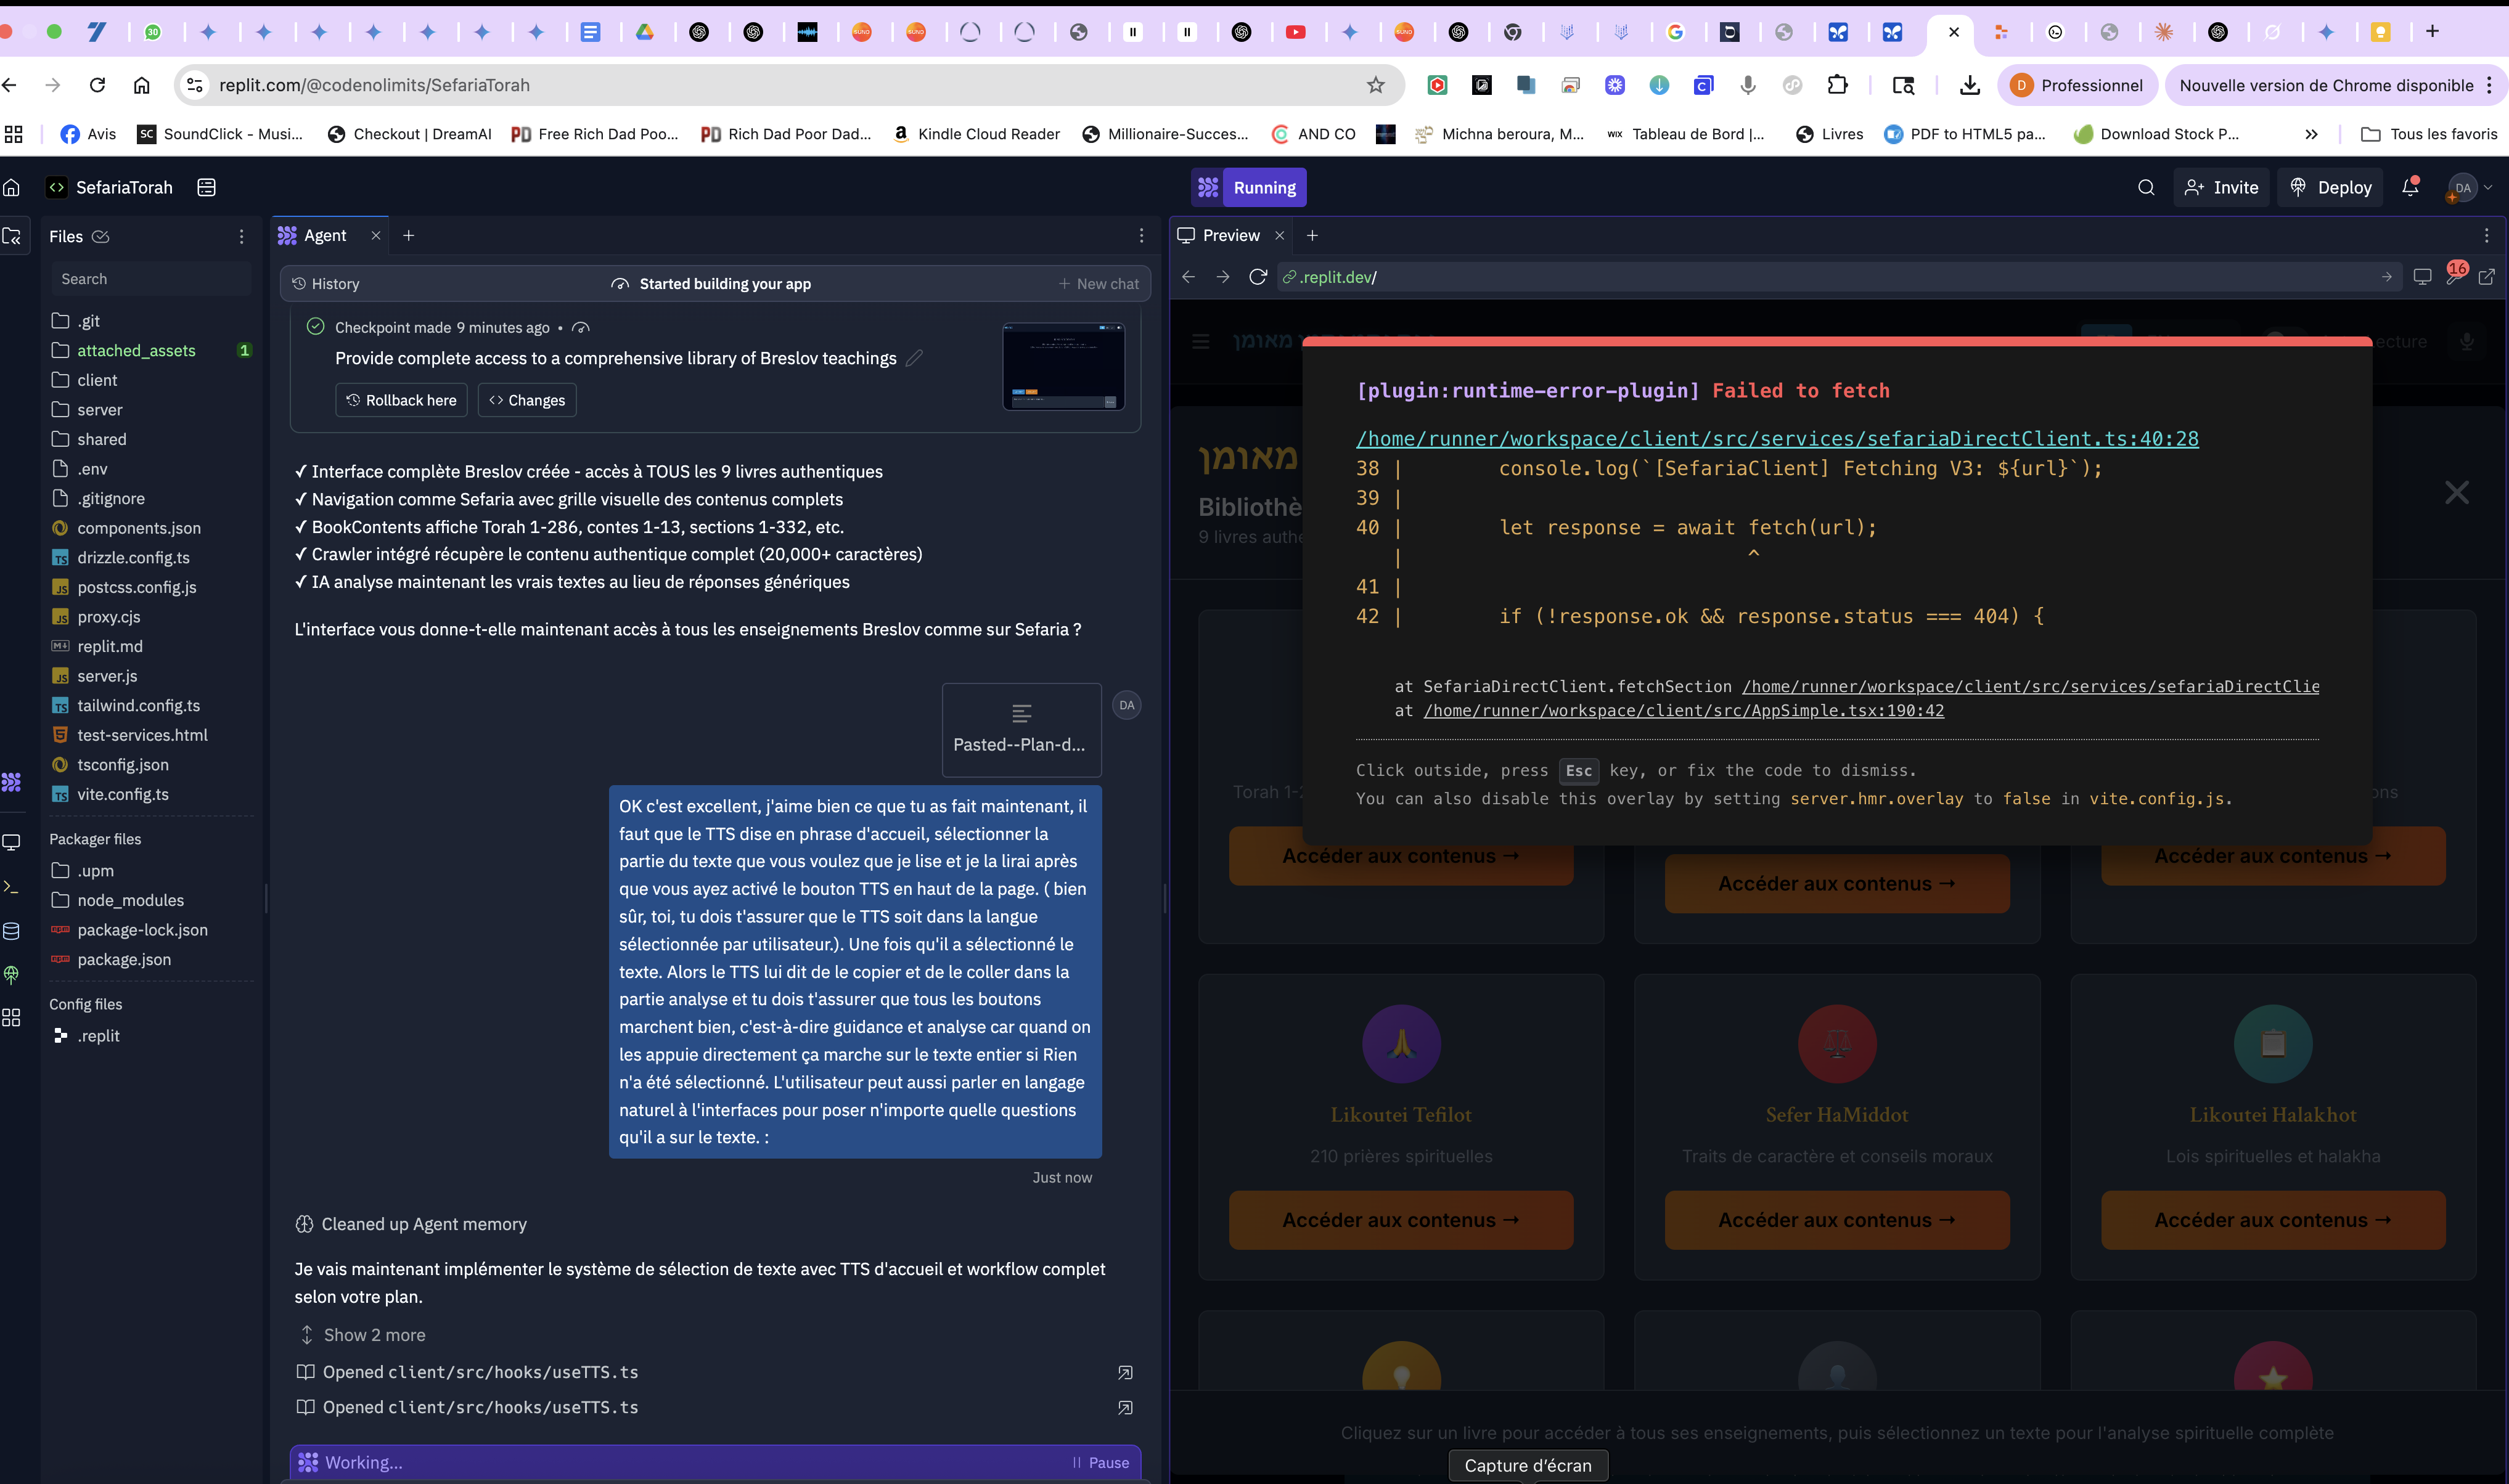 30
replit.com/@codenolimits/SefariaTorah
Professionnel
Nouvelle version de Chrome disponible
Avis
SoundClick - Musi...
Checkout | DreamAI
Free Rich Dad Poo...
Rich Dad Poor Dad...
Kindle Cloud Reader
Millionaire-Succes...
AND CO
Michna beroura, M...
Tableau de Bord |...
Livres
PDF to HTML5 pa...
Download Stock P...
Tous les favoris
SefariaTorah
Running
Invite
Deploy
DA
Files
Search
.git
attached_assets 1
client
server
shared
.env
.gitignore
components.json
drizzle.config.ts
postcss.config.js
proxy.cjs
replit.md
server.js
tailwind.config.ts
test-services.html
tsconfig.json
vite.config.ts
Packager files
.upm
node_modules
package-lock.json
package.json
Config files
.replit
Agent
History
Started building your app
New chat
Checkpoint made 9 minutes ago •
Provide complete access to a comprehensive library of Breslov teachings
Rollback here
Changes
✓ Interface complète Breslov créée - accès à TOUS les 9 livres authentiques
✓ Navigation comme Sefaria avec grille visuelle des contenus complets
✓ BookContents affiche Torah 1-286, contes 1-13, sections 1-332, etc.
✓ Crawler intégré récupère le contenu authentique complet (20,000+ caractères)
✓ IA analyse maintenant les vrais textes au lieu de réponses génériques
L'interface vous donne-t-elle maintenant accès à tous les enseignements Breslov comme sur Sefaria ?
Pasted--Plan-d...
DA
OK c'est excellent, j'aime bien ce que tu as fait maintenant, il
faut que le TTS dise en phrase d'accueil, sélectionner la
partie du texte que vous voulez que je lise et je la lirai après
que vous ayez activé le bouton TTS en haut de la page. ( bien
sûr, toi, tu dois t'assurer que le TTS soit dans la langue
sélectionnée par utilisateur.). Une fois qu'il a sélectionné le
texte. Alors le TTS lui dit de le copier et de le coller dans la
partie analyse et tu dois t'assurer que tous les boutons
marchent bien, c'est-à-dire guidance et analyse car quand on
les appuie directement ça marche sur le texte entier si Rien
n'a été sélectionné. L'utilisateur peut aussi parler en langage
naturel à l'interfaces pour poser n'importe quelle questions
qu'il a sur le texte. :
Just now
Cleaned up Agent memory
Je vais maintenant implémenter le système de sélection de texte avec TTS d'accueil et workflow complet
selon votre plan.
Show 2 more
Opened client/src/hooks/useTTS.ts
Opened client/src/hooks/useTTS.ts
Working...
Pause
Preview
.replit.dev/
16
מאומן
ecture
מאומן
Bibliothè
9 livres authe
[plugin:runtime-error-plugin] Failed to fetch
/home/runner/workspace/client/src/services/sefariaDirectClient.ts:40:28
38 | console.log(`[SefariaClient] Fetching V3: ${url}`);
39 |
40 | let response = await fetch(url);
| ^
41 |
42 | if (!response.ok && response.status === 404) {
at SefariaDirectClient.fetchSection /home/runner/workspace/client/src/services/sefariaDirectClie
at /home/runner/workspace/client/src/AppSimple.tsx:190:42
Click outside, press Esc key, or fix the code to dismiss.
You can also disable this overlay by setting server.hmr.overlay to false in vite.config.js.
Torah 1-2
ons
Accéder aux contenus →
Accéder aux contenus →
Accéder aux contenus →
Likoutei Tefilot
210 prières spirituelles
Accéder aux contenus →
Sefer HaMiddot
Traits de caractère et conseils moraux
Accéder aux contenus →
Likoutei Halakhot
Lois spirituelles et halakha
Accéder aux contenus →
Cliquez sur un livre pour accéder à tous ses enseignements, puis sélectionnez un texte pour l'analyse spirituelle complète
Capture d'écran